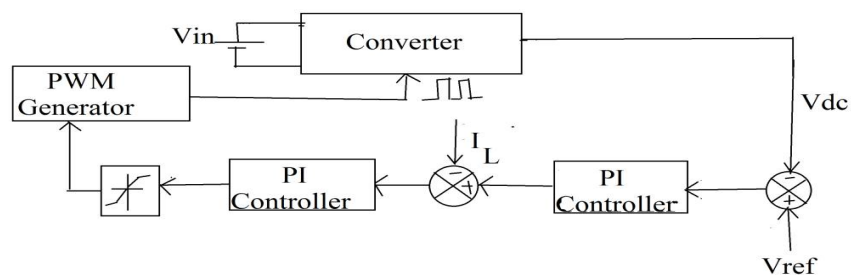 Vin
Converter
PWM
Generator
Vdc
I L
PI
Controller
PI
Controller
-
+
-
+
Vref